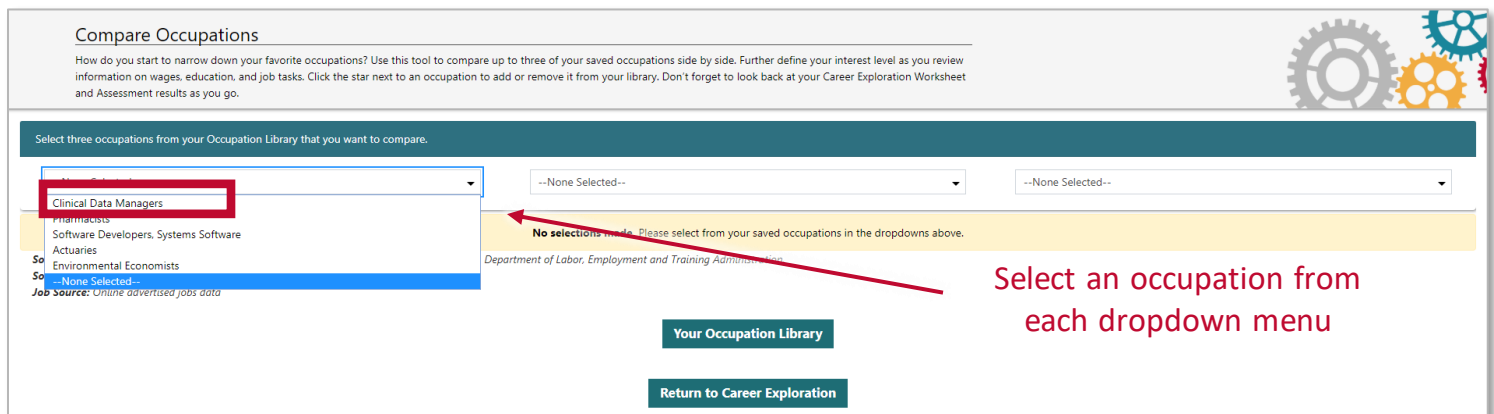 Compare Occupations
How do you start to narrow down your favorite occupations? Use this tool to compare up to three of your saved occupations side by side. Further define your interest level as you review
information on wages, education, and job tasks. Click the star next to an occupation to add or remove it from your library. Don't forget to look back at your Career Exploration Worksheet
and Assessment results as you go.
Select three occupations from your Occupation Library that you want to compare.
--None Selected--
--None Selected--
Clinical Data Managers
Pharmacists
Software Developers, Systems Software
Actuaries
Environmental Economists
--None Selected--
No selections made. Please select from your saved occupations in the dropdowns above.
Department of Labor, Employment and Training Administration
Job Source: Online advertised jobs data
Select an occupation from
each dropdown menu
Your Occupation Library
Return to Career Exploration